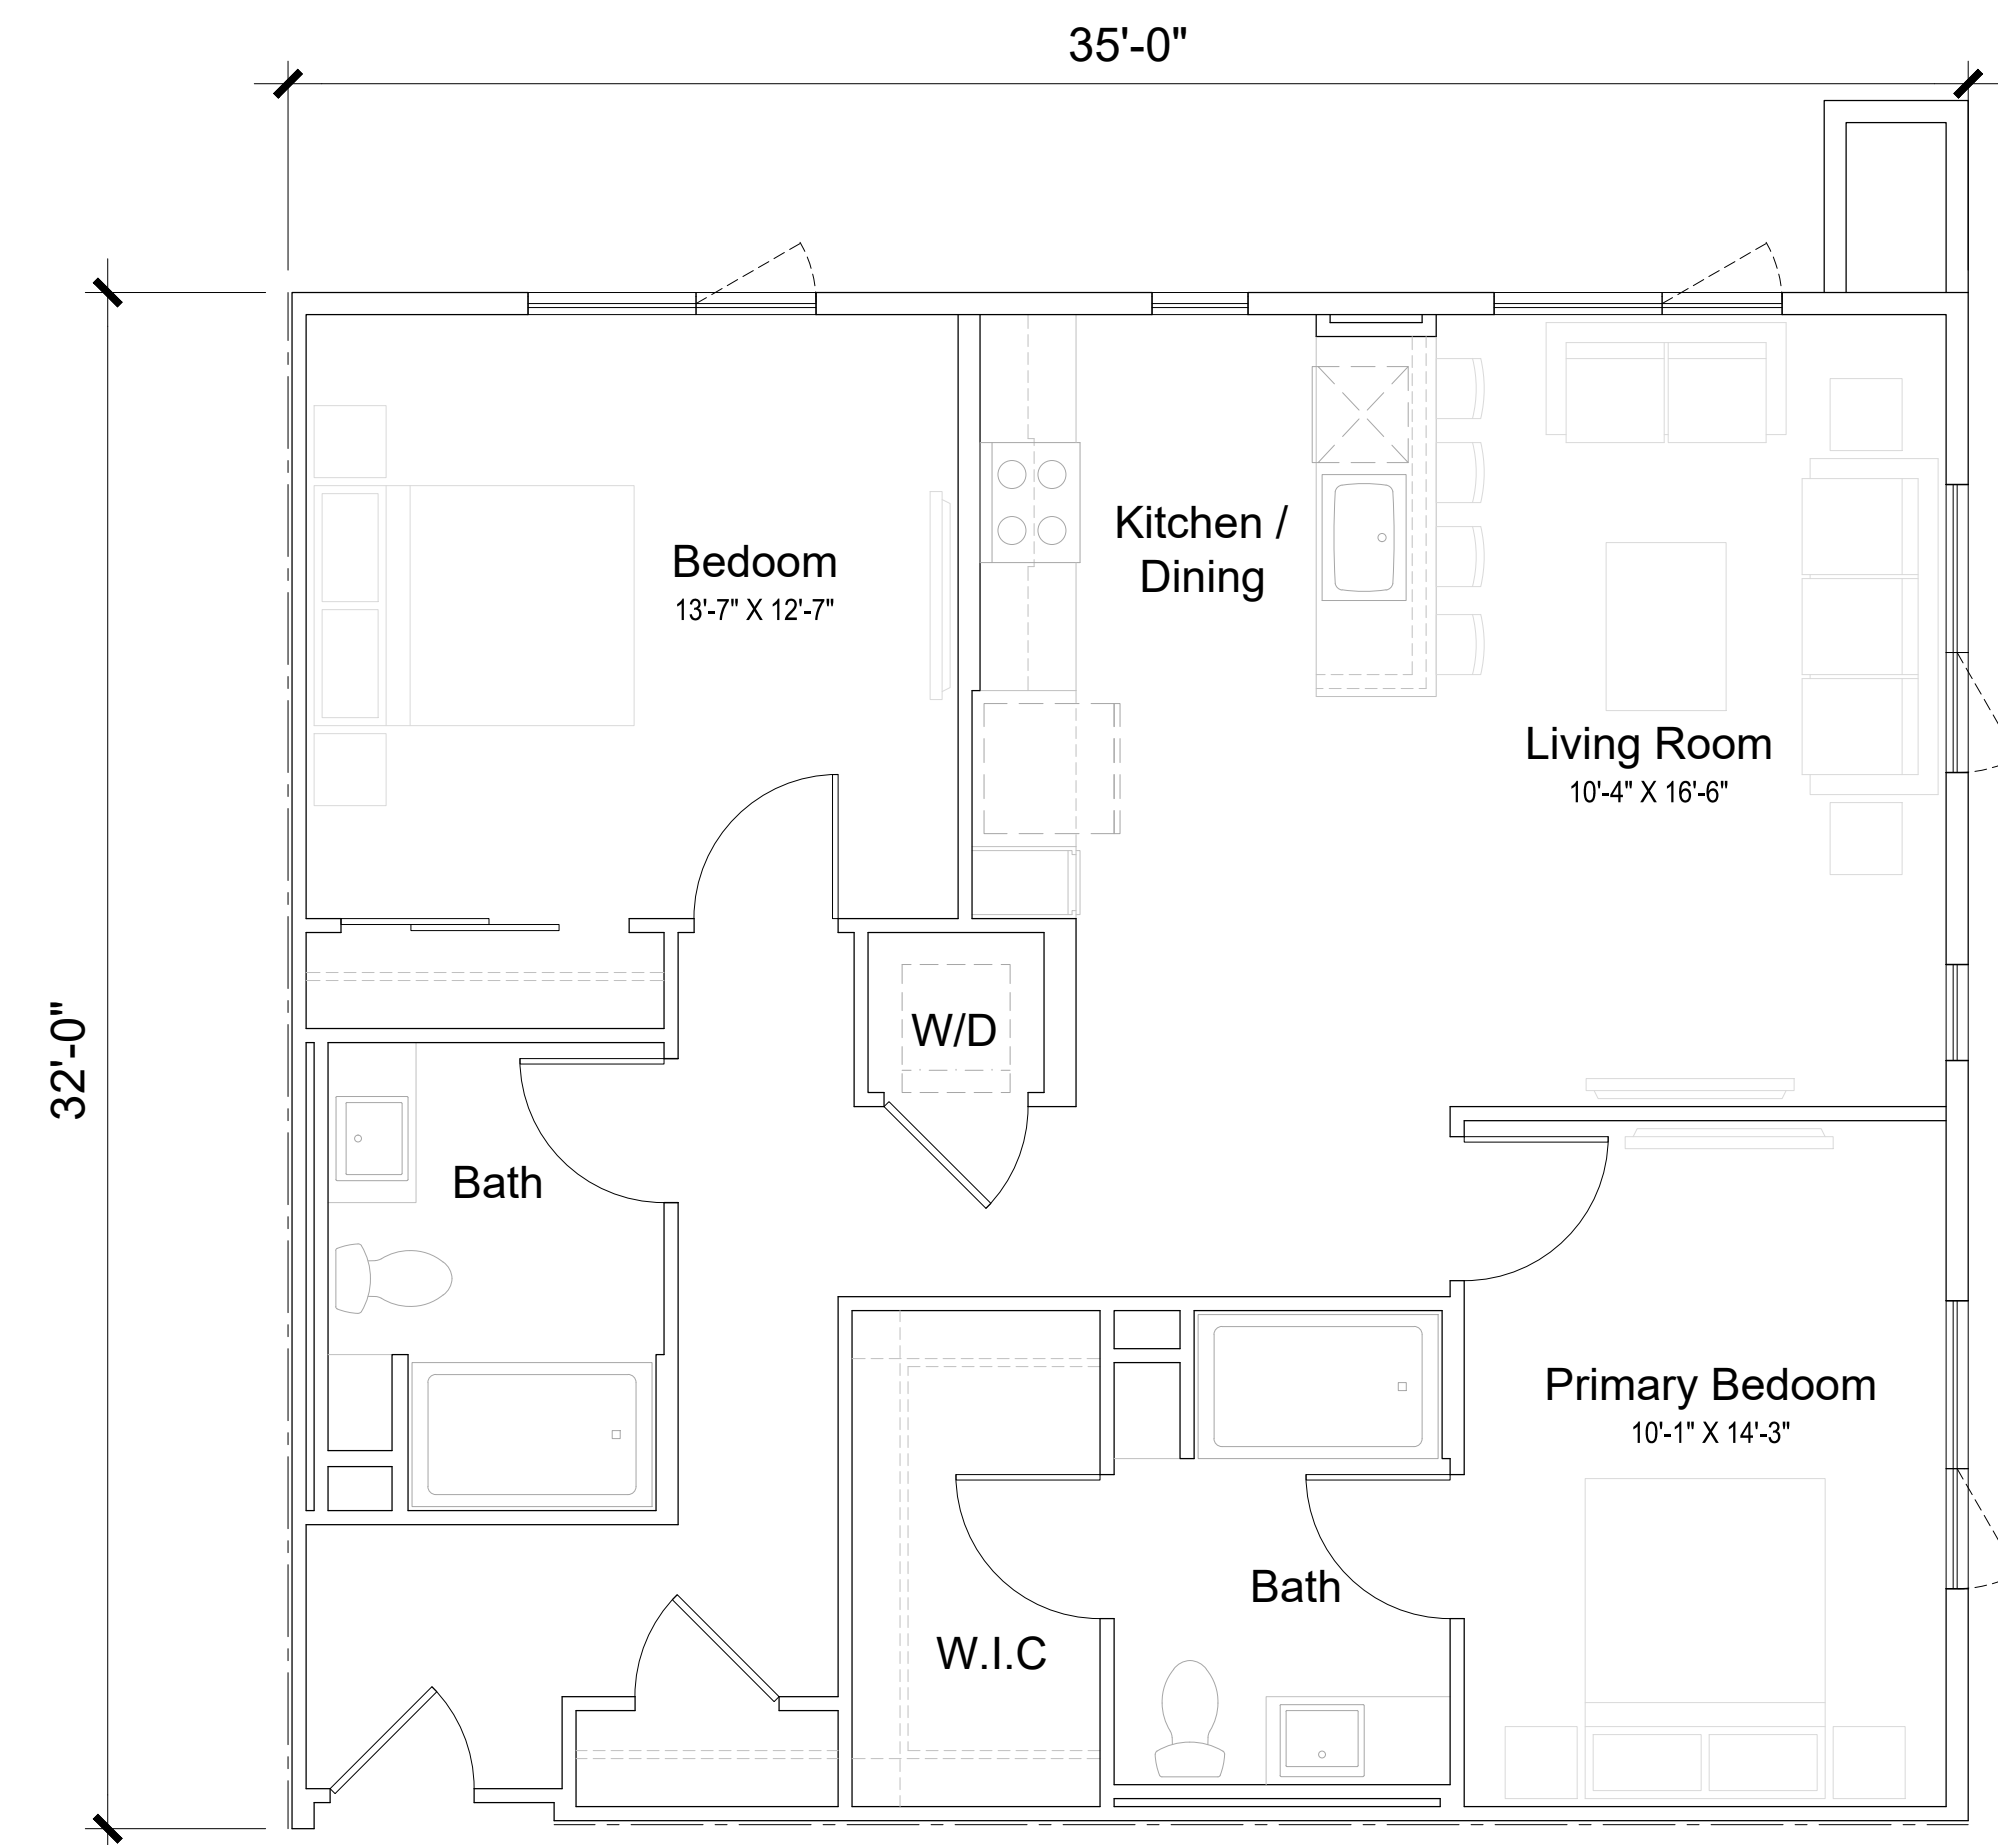 35'-0"
32'-0"
Bedoom
13'-7" X 12'-7"
Kitchen /
Dining
Living Room
10'-4" X 16'-6"
W/D
Bath
Primary Bedoom
10'-1" X 14'-3"
Bath
W.I.C